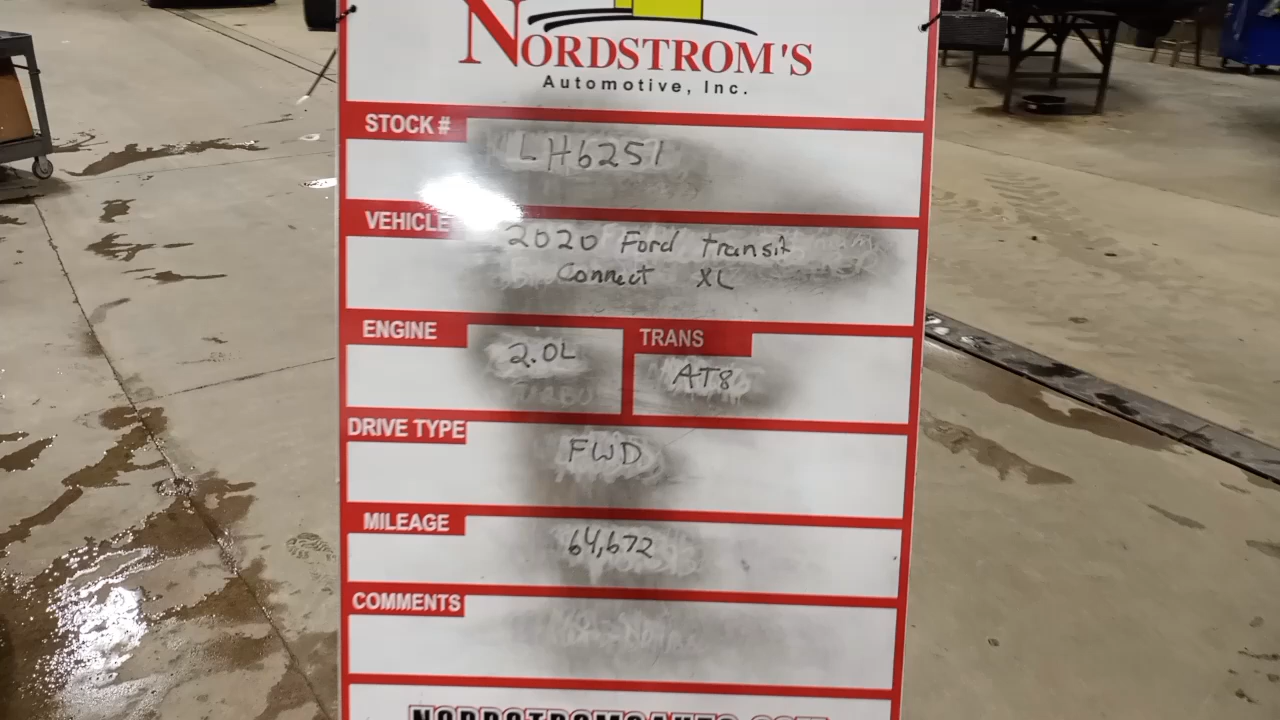 NORDSTROM'S
Automotive, Inc.
STOCK #
LH6251
VEHICLE
2020 Ford transit
Connect XL
ENGINE
2.0L
TRANS
AT8
DRIVE TYPE
FWD
MILEAGE
64,672
COMMENTS